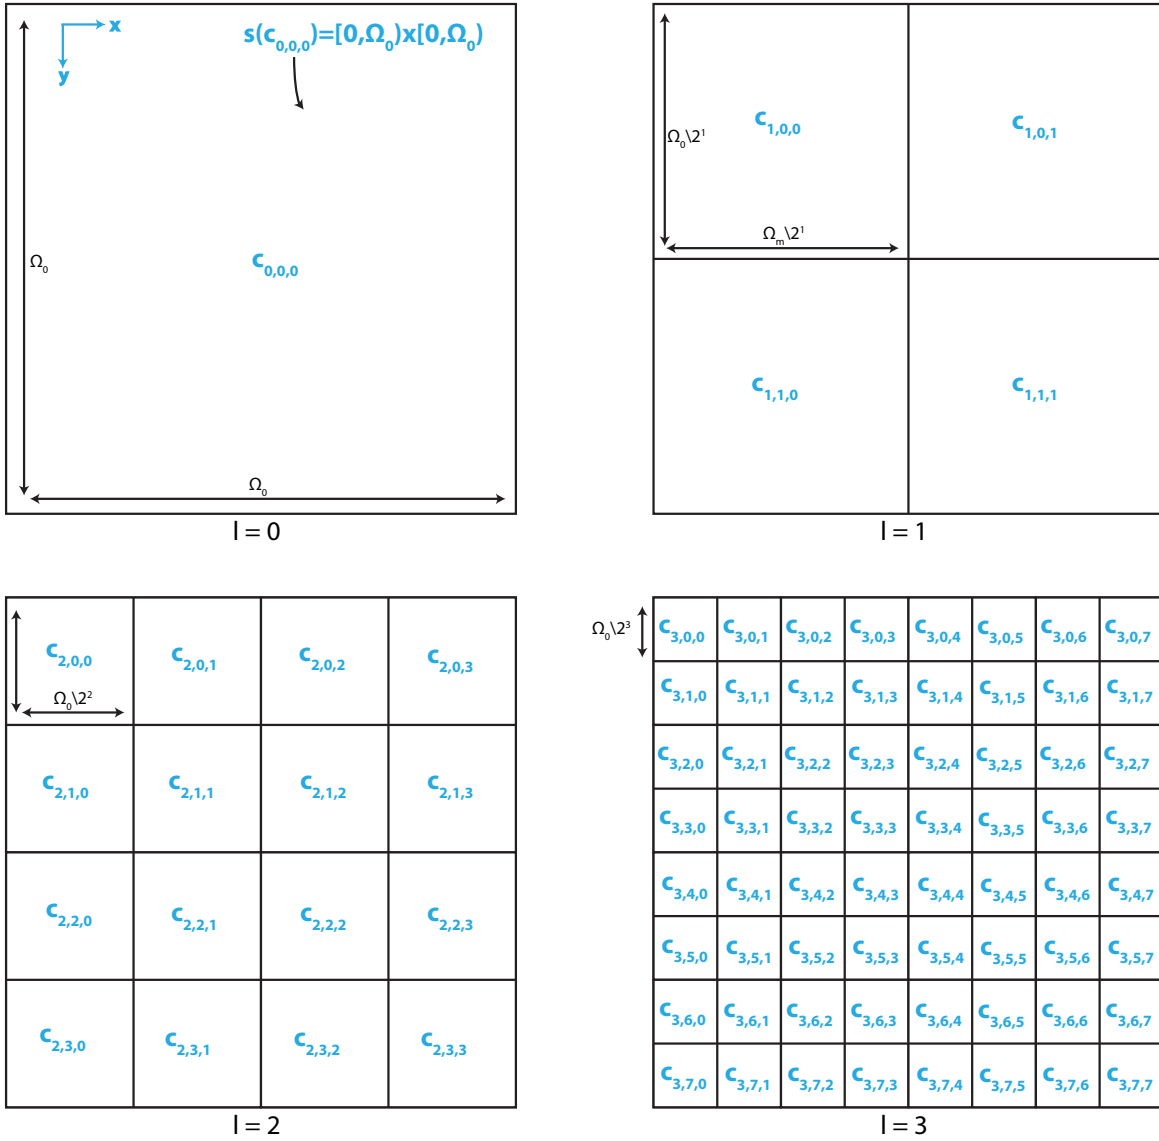 x
y
s(c₀,₀,₀)=[0,Ω₀)x[0,Ω₀)
Ω₀
c₀,₀,₀
Ω₀
l = 0
c₁,₀,₀
c₁,₀,₁
Ω₀\2¹
Ωₘ\2¹
c₁,₁,₀
c₁,₁,₁
l = 1
c₂,₀,₀ c₂,₀,₁ c₂,₀,₂ c₂,₀,₃
Ω₀\2²
c₂,₁,₀ c₂,₁,₁ c₂,₁,₂ c₂,₁,₃
c₂,₂,₀ c₂,₂,₁ c₂,₂,₂ c₂,₂,₃
c₂,₃,₀ c₂,₃,₁ c₂,₃,₂ c₂,₃,₃
l = 2
Ω₀\2³
c₃,₀,₀ c₃,₀,₁ c₃,₀,₂ c₃,₀,₃ c₃,₀,₄ c₃,₀,₅ c₃,₀,₆ c₃,₀,₇
c₃,₁,₀ c₃,₁,₁ c₃,₁,₂ c₃,₁,₃ c₃,₁,₄ c₃,₁,₅ c₃,₁,₆ c₃,₁,₇
c₃,₂,₀ c₃,₂,₁ c₃,₂,₂ c₃,₂,₃ c₃,₂,₄ c₃,₂,₅ c₃,₂,₆ c₃,₂,₇
c₃,₃,₀ c₃,₃,₁ c₃,₃,₂ c₃,₃,₃ c₃,₃,₄ c₃,₃,₅ c₃,₃,₆ c₃,₃,₇
c₃,₄,₀ c₃,₄,₁ c₃,₄,₂ c₃,₄,₃ c₃,₄,₄ c₃,₄,₅ c₃,₄,₆ c₃,₄,₇
c₃,₅,₀ c₃,₅,₁ c₃,₅,₂ c₃,₅,₃ c₃,₅,₄ c₃,₅,₅ c₃,₅,₆ c₃,₅,₇
c₃,₆,₀ c₃,₆,₁ c₃,₆,₂ c₃,₆,₃ c₃,₆,₄ c₃,₆,₅ c₃,₆,₆ c₃,₆,₇
c₃,₇,₀ c₃,₇,₁ c₃,₇,₂ c₃,₇,₃ c₃,₇,₄ c₃,₇,₅ c₃,₇,₆ c₃,₇,₇
l = 3